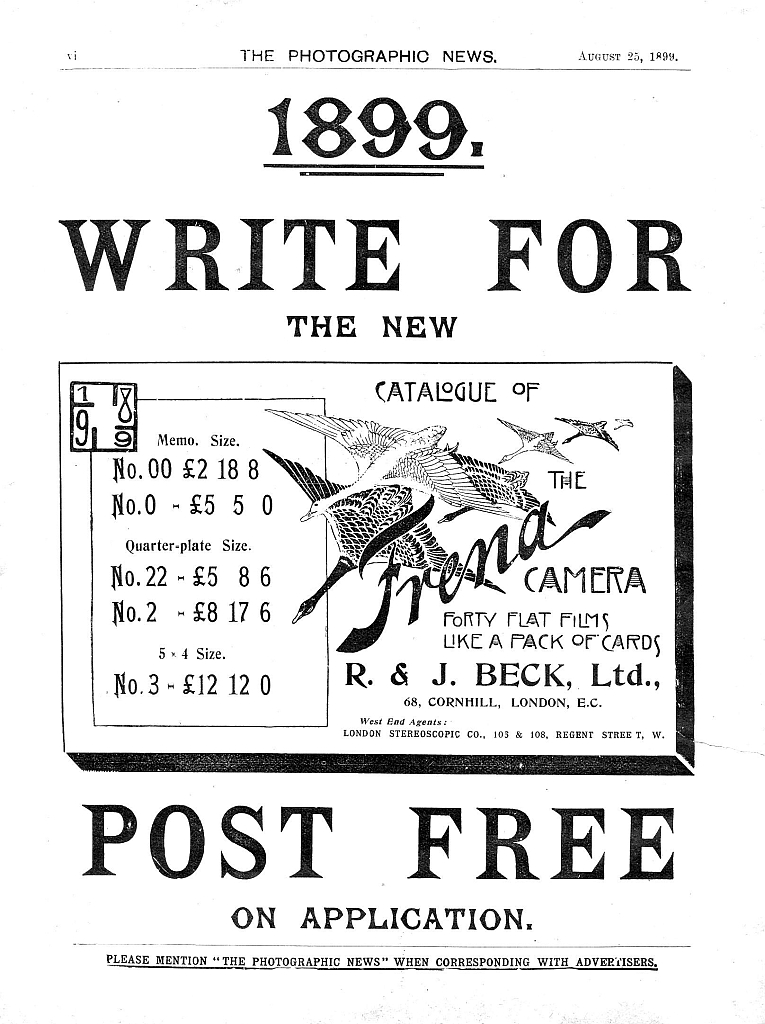 vi THE PHOTOGRAPHIC NEWS. AUGUST 25, 1899.
1899.
WRITE FOR
THE NEW
1899
CATALOGUE OF
THE
Frena
CAMERA
FORTY FLAT FILMS
LIKE A PACK OF CARDS
Memo. Size.
No. 00 £2 18 8
No. 0 - £5 5 0
Quarter-plate Size.
No. 22 - £5 8 6
No. 2 - £8 17 6
5 × 4 Size.
No. 3 - £12 12 0
R. & J. BECK, Ltd.,
68, CORNHILL, LONDON, E.C.
West End Agents:
LONDON STEREOSCOPIC CO., 103 & 108, REGENT STREET, W.
POST FREE
ON APPLICATION.
PLEASE MENTION "THE PHOTOGRAPHIC NEWS" WHEN CORRESPONDING WITH ADVERTISERS.